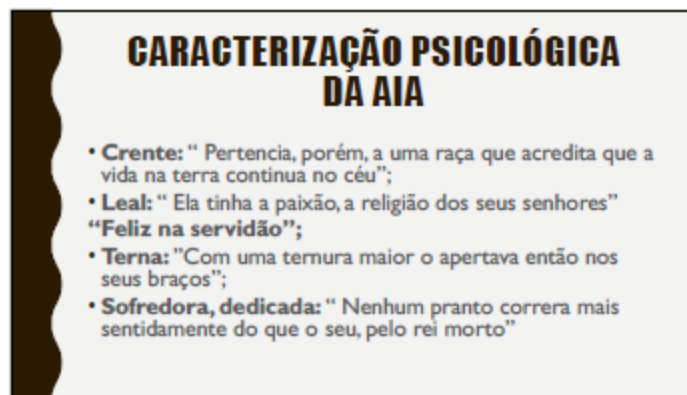 CARACTERIZAÇÃO PSICOLÓGICA
DA AIA
• Crente: “ Pertencia, porém, a uma raça que acredita que a
vida na terra continua no céu”;
• Leal: “ Ela tinha a paixão, a religião dos seus senhores”
“Feliz na servidão”;
• Terna: ”Com uma ternura maior o apertava então nos
seus braços”;
• Sofredora, dedicada: “ Nenhum pranto correra mais
sentidamente do que o seu, pelo rei morto”